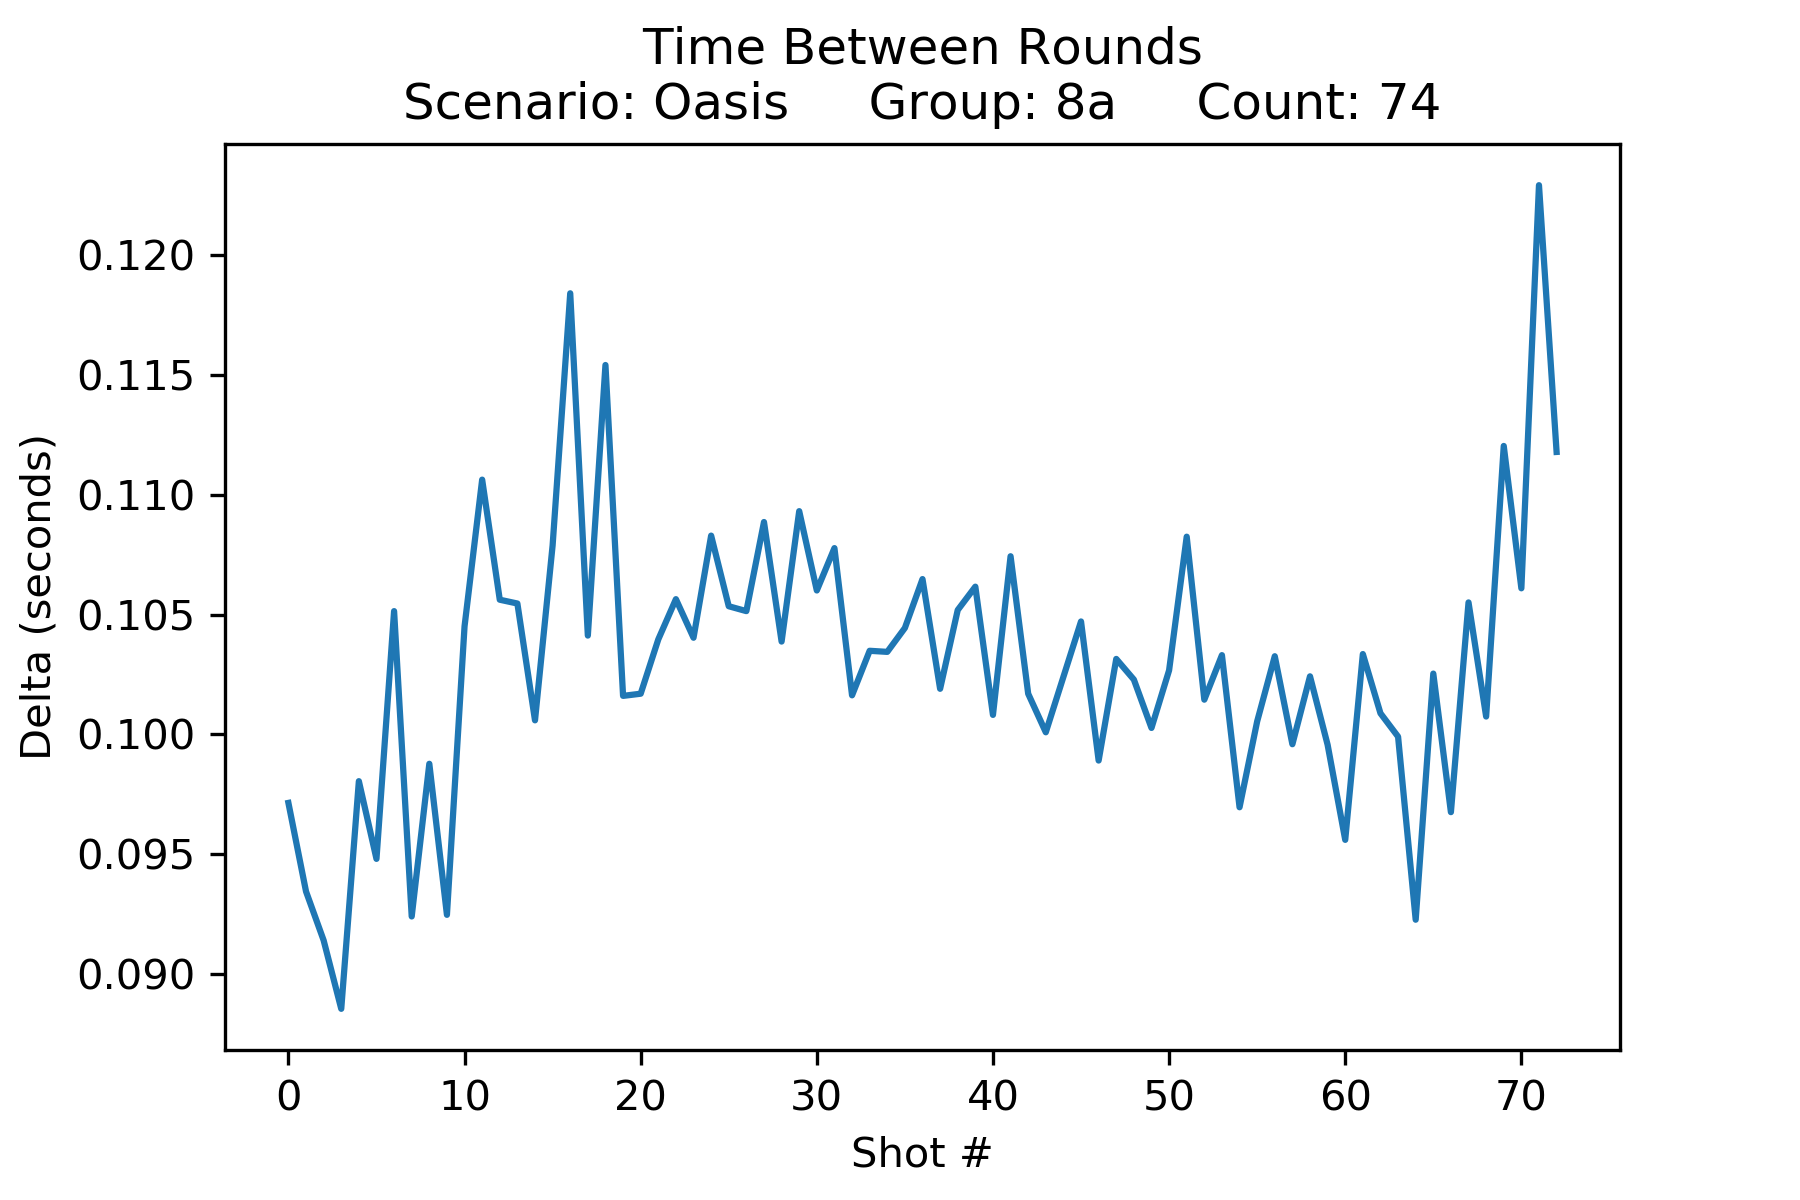 Time Between Rounds
Scenario: Oasis Group: 8a Count: 74
0.120
0.115
0.110
0.105
0.100
0.095
0.090
Delta (seconds)
0 10 20 30 40 50 60 70
Shot #